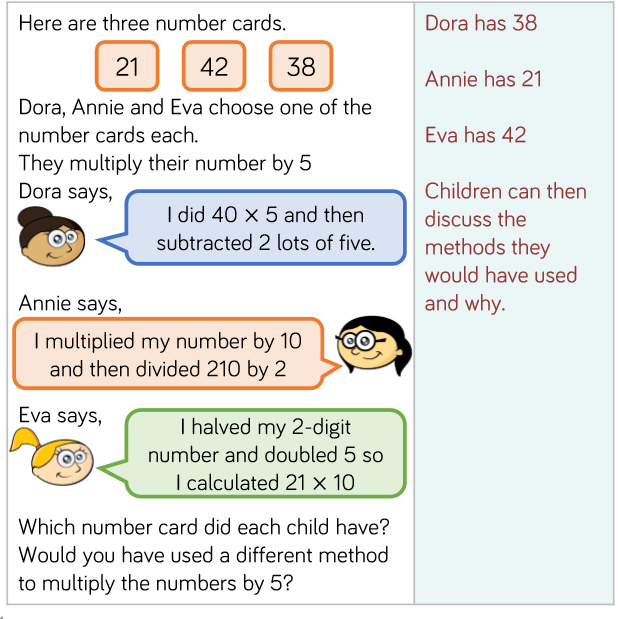 Here are three number cards.
21 42 38
Dora, Annie and Eva choose one of the
number cards each.
They multiply their number by 5
Dora says,
I did 40 × 5 and then
subtracted 2 lots of five.
Annie says,
I multiplied my number by 10
and then divided 210 by 2
Eva says,
I halved my 2-digit
number and doubled 5 so
I calculated 21 × 10
Which number card did each child have?
Would you have used a different method
to multiply the numbers by 5?
Dora has 38
Annie has 21
Eva has 42
Children can then
discuss the
methods they
would have used
and why.